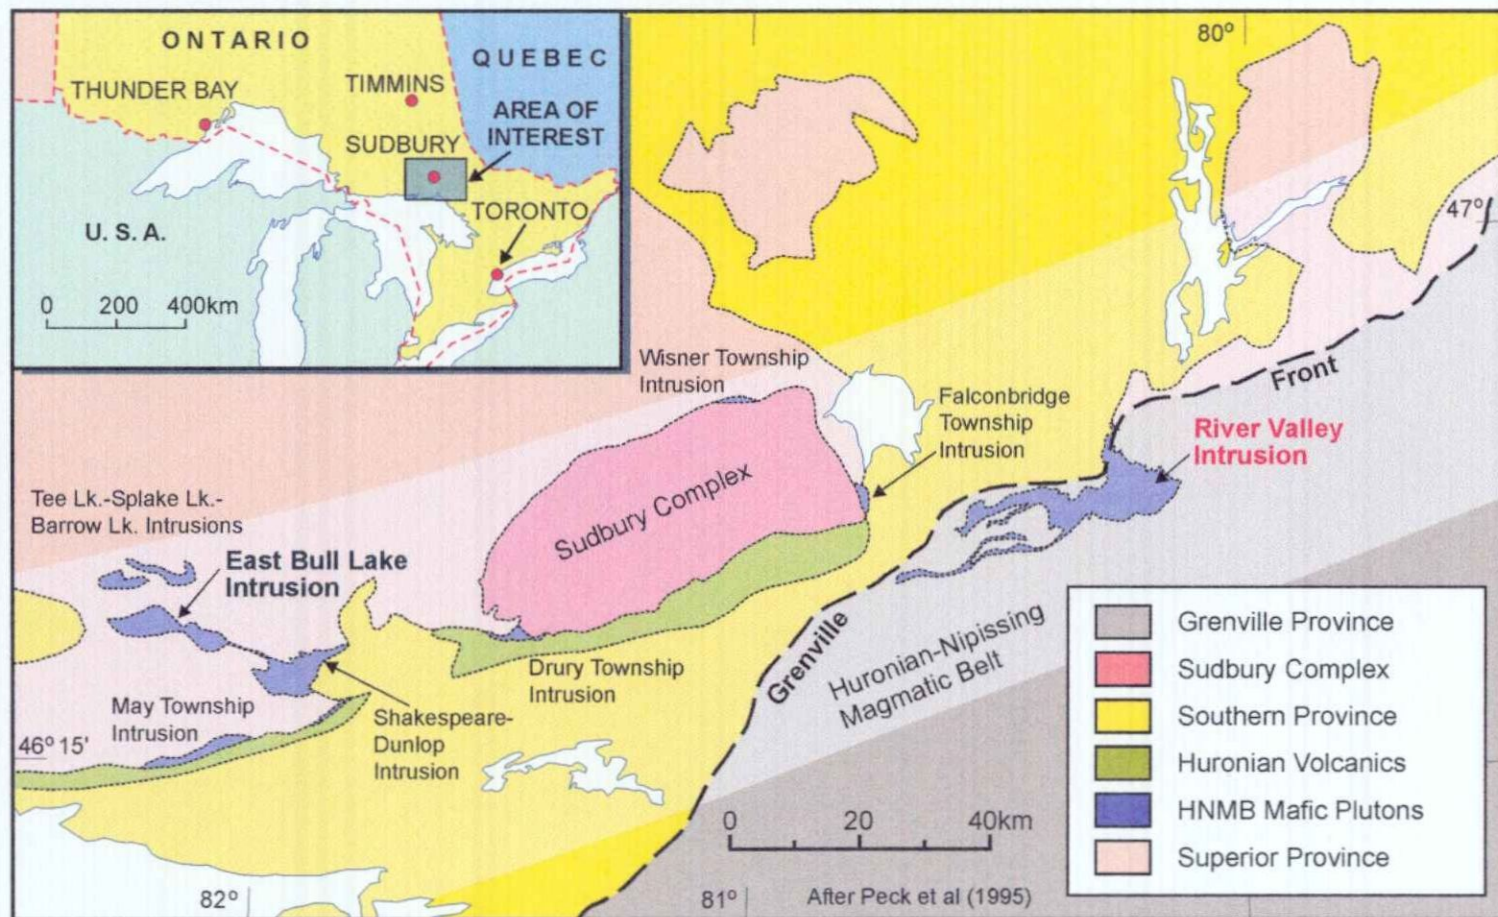 ONTARIO
QUEBEC
THUNDER BAY
TIMMINS
AREA OF
INTEREST
SUDBURY
TORONTO
U.S.A.
0 200 400km
80°
47°
Wisner Township
Intrusion
Falconbridge
Township
Intrusion
Front
River Valley
Intrusion
Sudbury Complex
Tee Lk.-Splake Lk.-
Barrow Lk. Intrusions
East Bull Lake
Intrusion
Drury Township
Intrusion
May Township
Intrusion
Shakespeare-
Dunlop
Intrusion
46° 15'
Grenville
Huronian-Nipissing
Magmatic Belt
0 20 40km
82°
81°
After Peck et al (1995)
Grenville Province
Sudbury Complex
Southern Province
Huronian Volcanics
HNMB Mafic Plutons
Superior Province